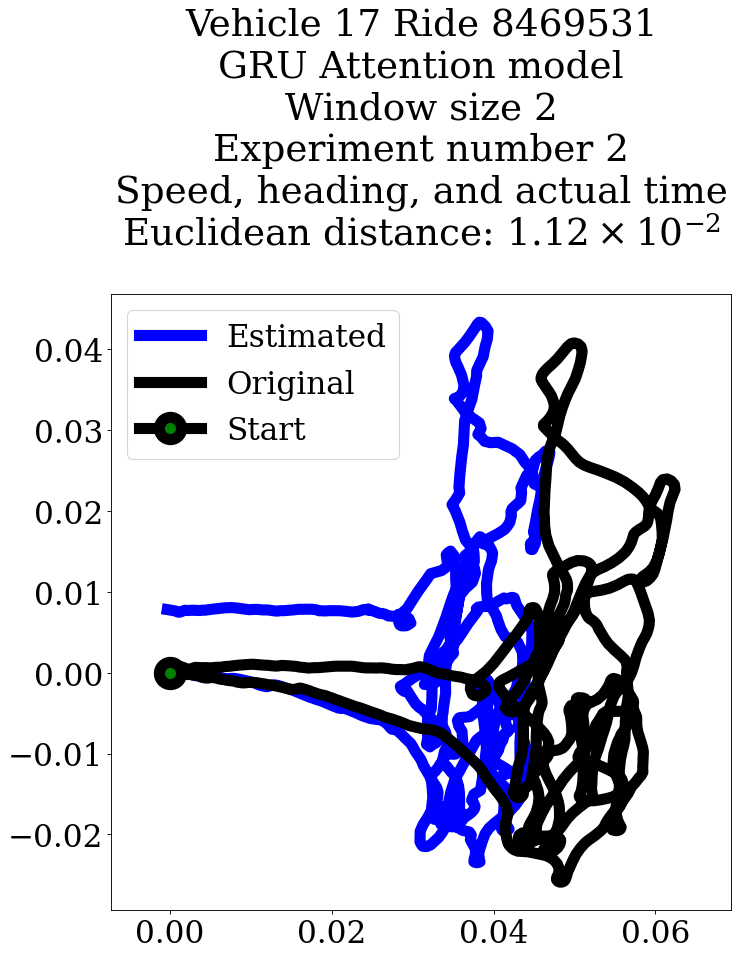 Vehicle 17 Ride 8469531
GRU Attention model
Window size 2
Experiment number 2
Speed, heading, and actual time
Euclidean distance: 1.12 × 10⁻²
Estimated
Original
Start
0.04
0.03
0.02
0.01
0.00
−0.01
−0.02
0.00 0.02 0.04 0.06